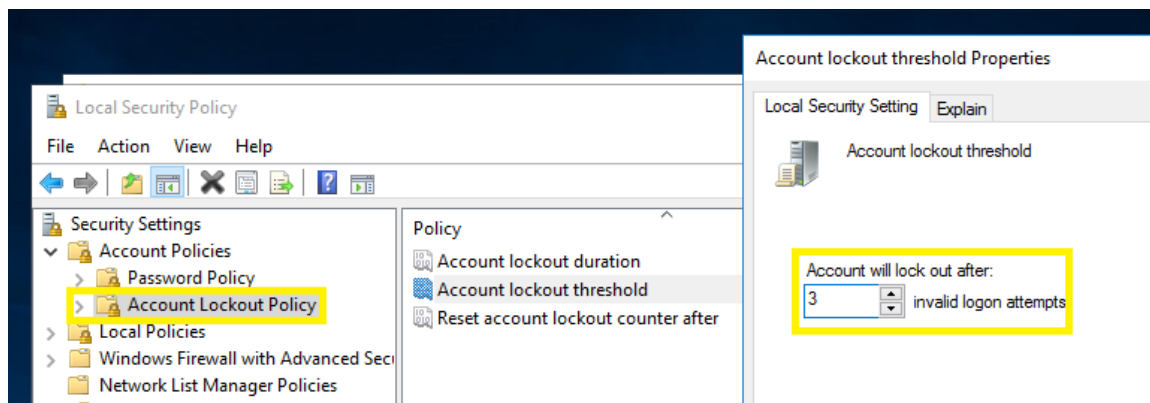 Local Security Policy
File Action View Help
Security Settings
Account Policies
Password Policy
Account Lockout Policy
Local Policies
Windows Firewall with Advanced Secu
Network List Manager Policies
Policy
Account lockout duration
Account lockout threshold
Reset account lockout counter after
Account lockout threshold Properties
Local Security Setting Explain
Account lockout threshold
Account will lock out after:
3 invalid logon attempts